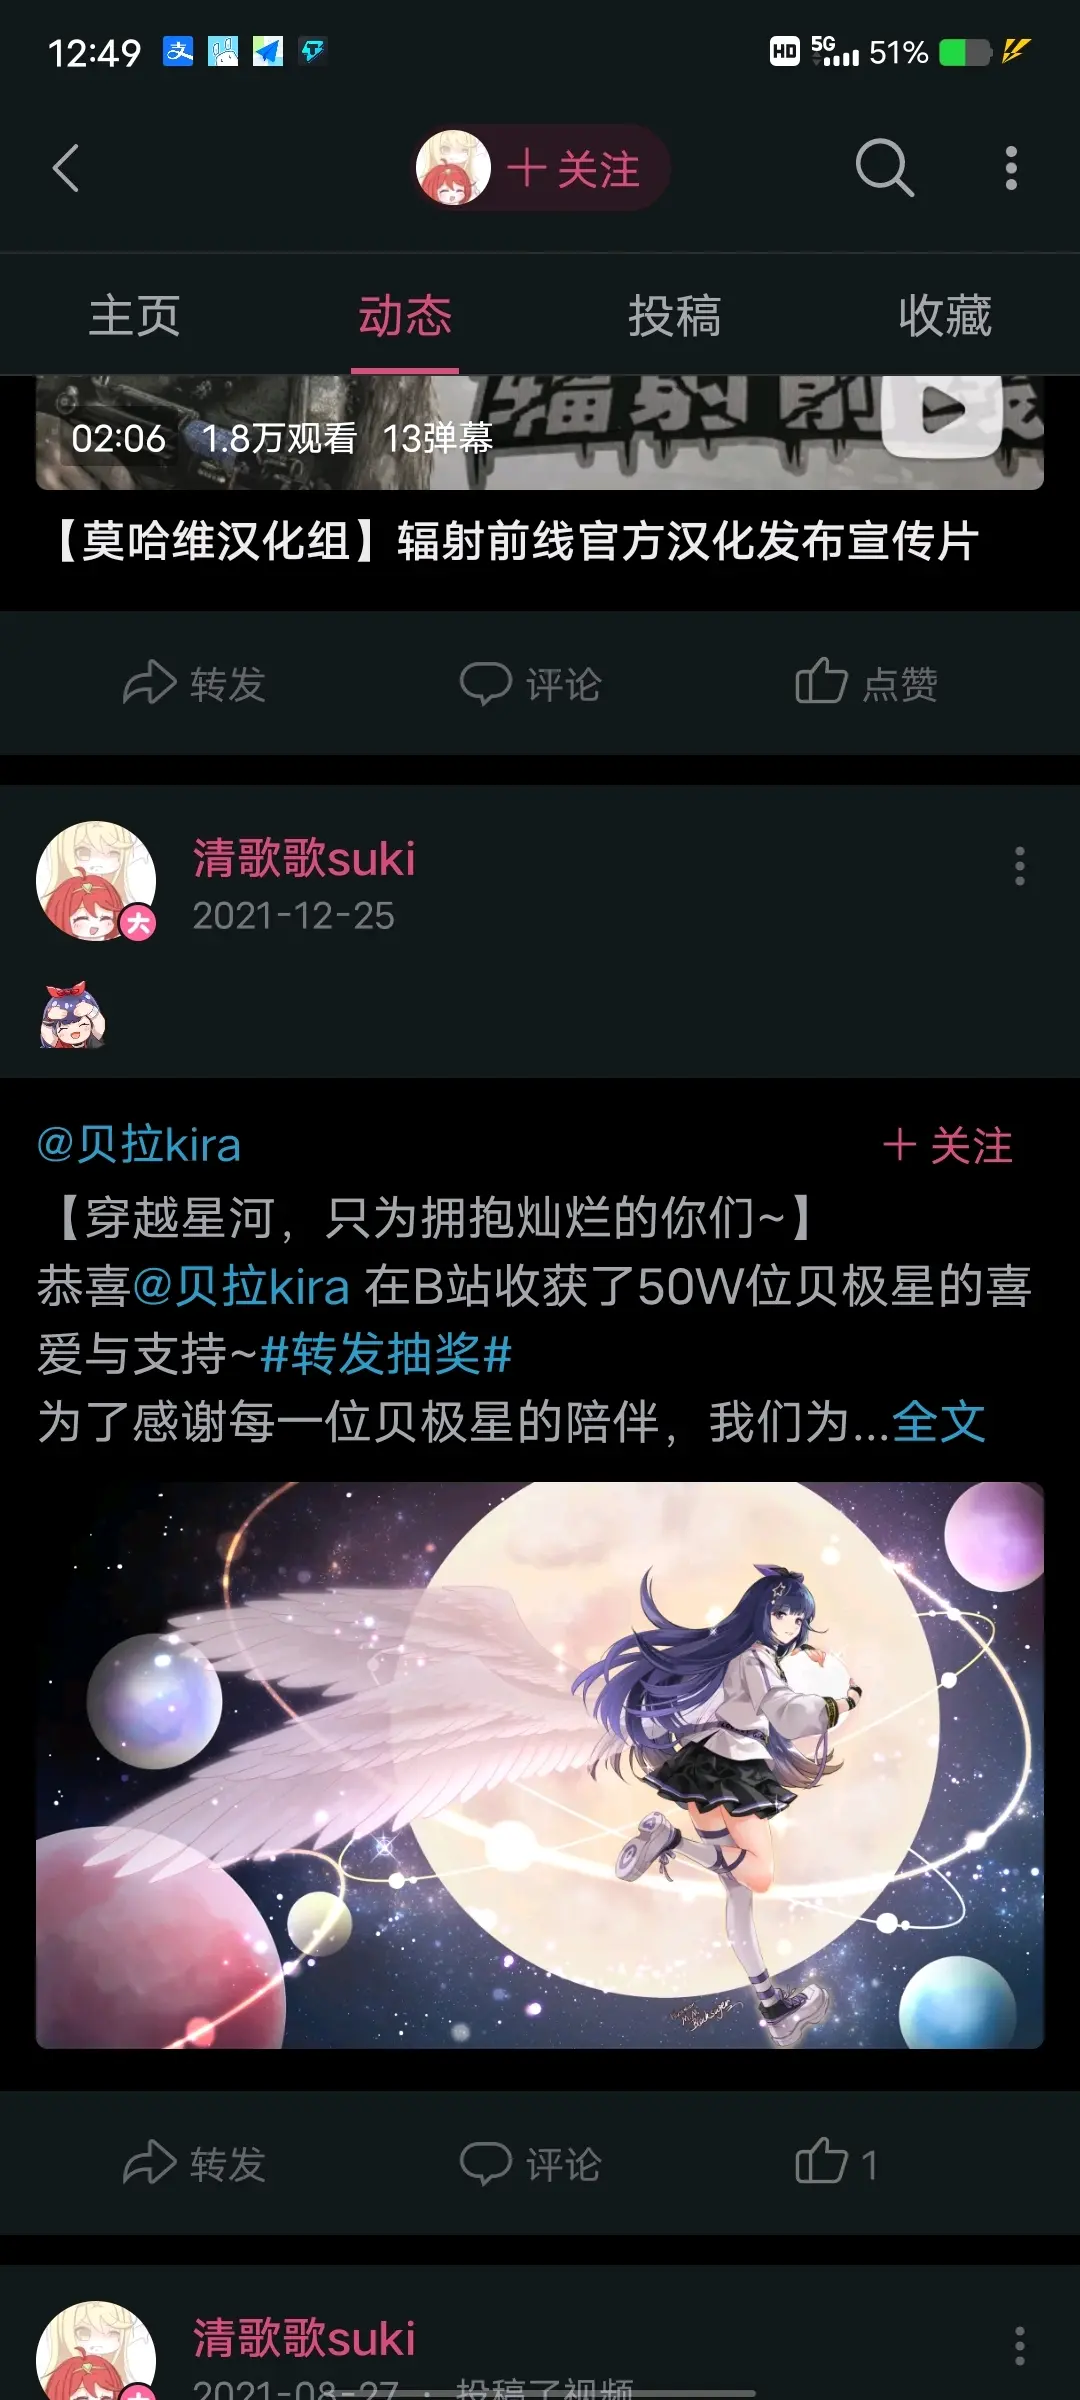 12:49
HD 5G 51%
关注
主页 动态 投稿 收藏
辐射前线
02:06 1.8万观看 13弹幕
【莫哈维汉化组】辐射前线官方汉化发布宣传片
转发 评论 点赞
清歌歌suki
2021-12-25
@贝拉kira
+ 关注
【穿越星河，只为拥抱灿烂的你们~】
恭喜@贝拉kira 在B站收获了50W位贝极星的喜
爱与支持~#转发抽奖#
为了感谢每一位贝极星的陪伴，我们为...全文
转发 评论 1
清歌歌suki
2021-08-27 · 投稿了视频